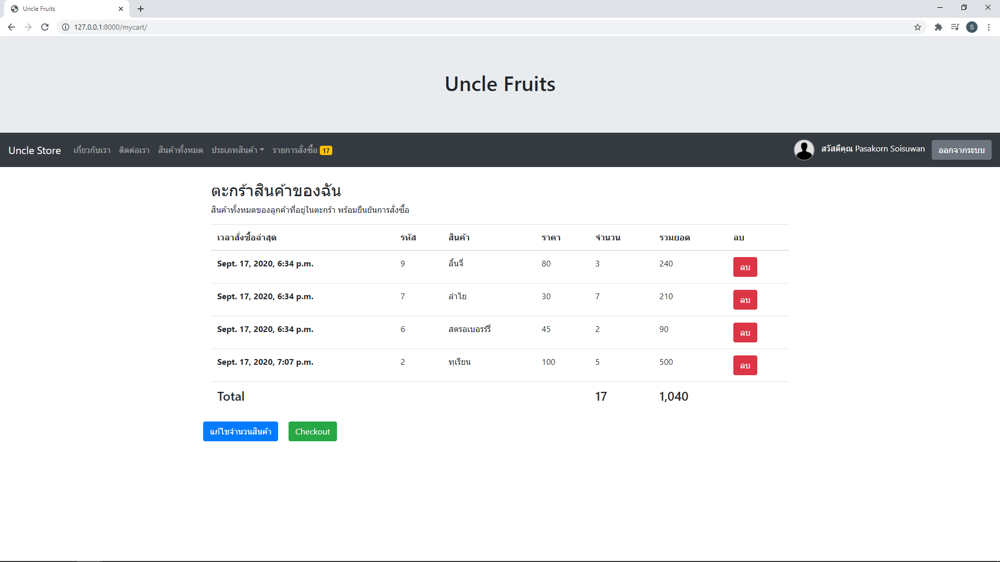 Uncle Fruits
127.0.0.1:8000/mycart/
S
Uncle Fruits
Uncle Store เกี่ยวกับเรา ติดต่อเรา สินค้าทั้งหมด ประเภทสินค้า รายการสั่งซื้อ 17 สวัสดีคุณ Pasakorn Soisuwan ออกจากระบบ
ตะกร้าสินค้าของฉัน
สินค้าทั้งหมดของลูกค้าที่อยู่ในตะกร้า พร้อมยืนยันการสั่งซื้อ
เวลาสั่งซื้อล่าสุด รหัส สินค้า ราคา จำนวน รวมยอด ลบ
Sept. 17, 2020, 6:34 p.m. 9 ลิ้นจี่ 80 3 240 ลบ
Sept. 17, 2020, 6:34 p.m. 7 ลำไย 30 7 210 ลบ
Sept. 17, 2020, 6:34 p.m. 6 สตรอเบอรร์รี่ 45 2 90 ลบ
Sept. 17, 2020, 7:07 p.m. 2 ทุเรียน 100 5 500 ลบ
Total 17 1,040
แก้ไขจำนวนสินค้า Checkout